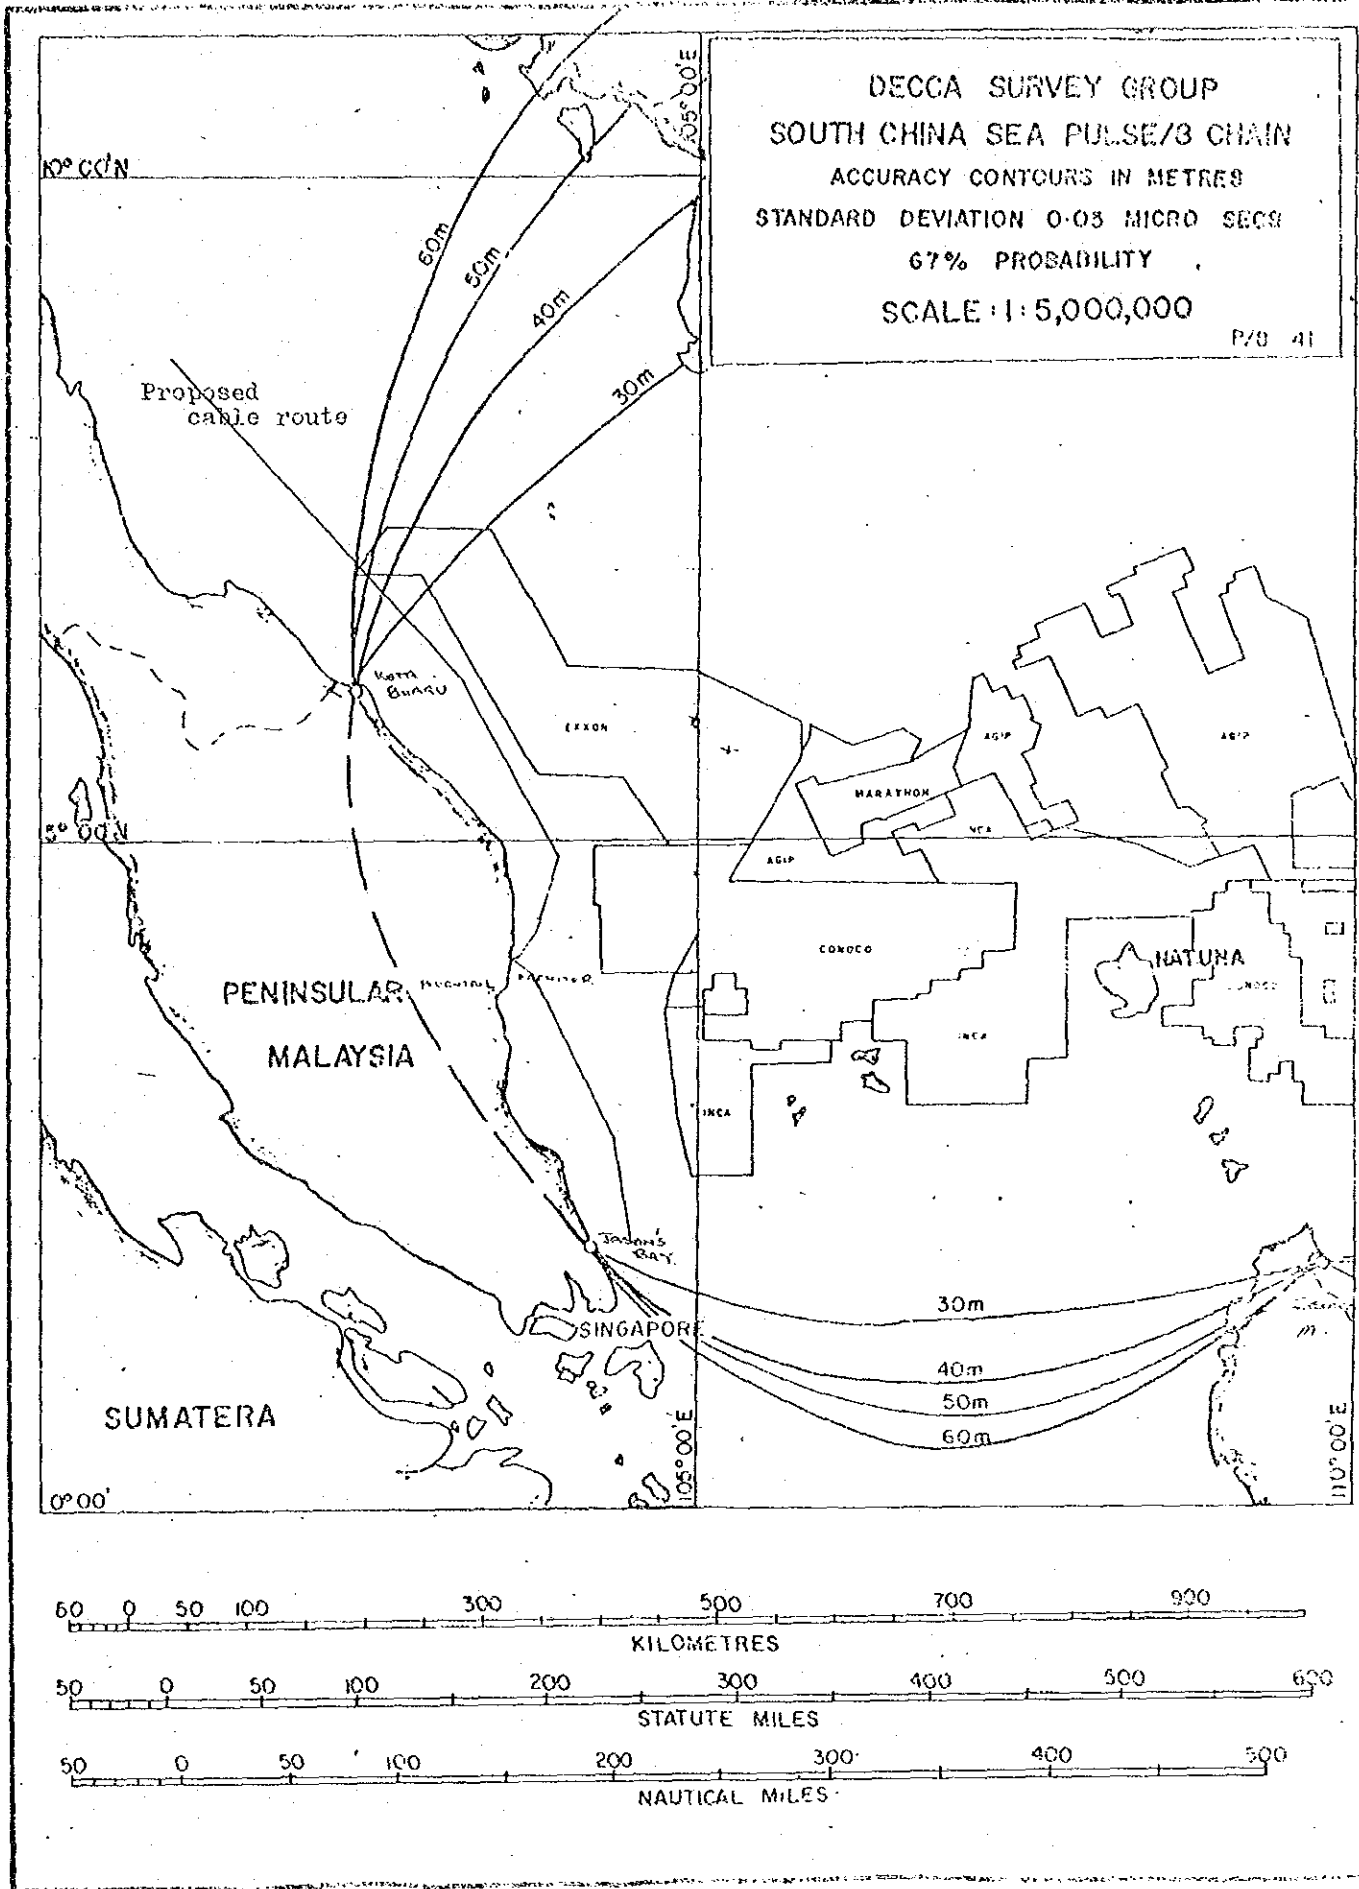 DECCA SURVEY GROUP
SOUTH CHINA SEA PULSE/8 CHAIN
ACCURACY CONTOURS IN METRES
STANDARD DEVIATION 0·03 MICRO SECS
67% PROBABILITY
SCALE : 1 : 5,000,000
P/8 41
105° 00'E
10° 00'N
60m
50m
40m
30m
Proposed
cable route
KOTA
BHARU
EXXON
AGIP
AGIP
MARATHON
5° 00'N
AGIP
CONOCO
NATUNA
CONOCO
PENINSULAR
MALAYSIA
INCA
INCA
JASON'S
BAY
SINGAPORE
30m
40m
50m
60m
SUMATERA
105° 00'E
110° 00'E
0° 00'
50 0 50 100 300 500 700 900
KILOMETRES
50 0 50 100 200 300 400 500 600
STATUTE MILES
50 0 50 100 200 300 400 500
NAUTICAL MILES